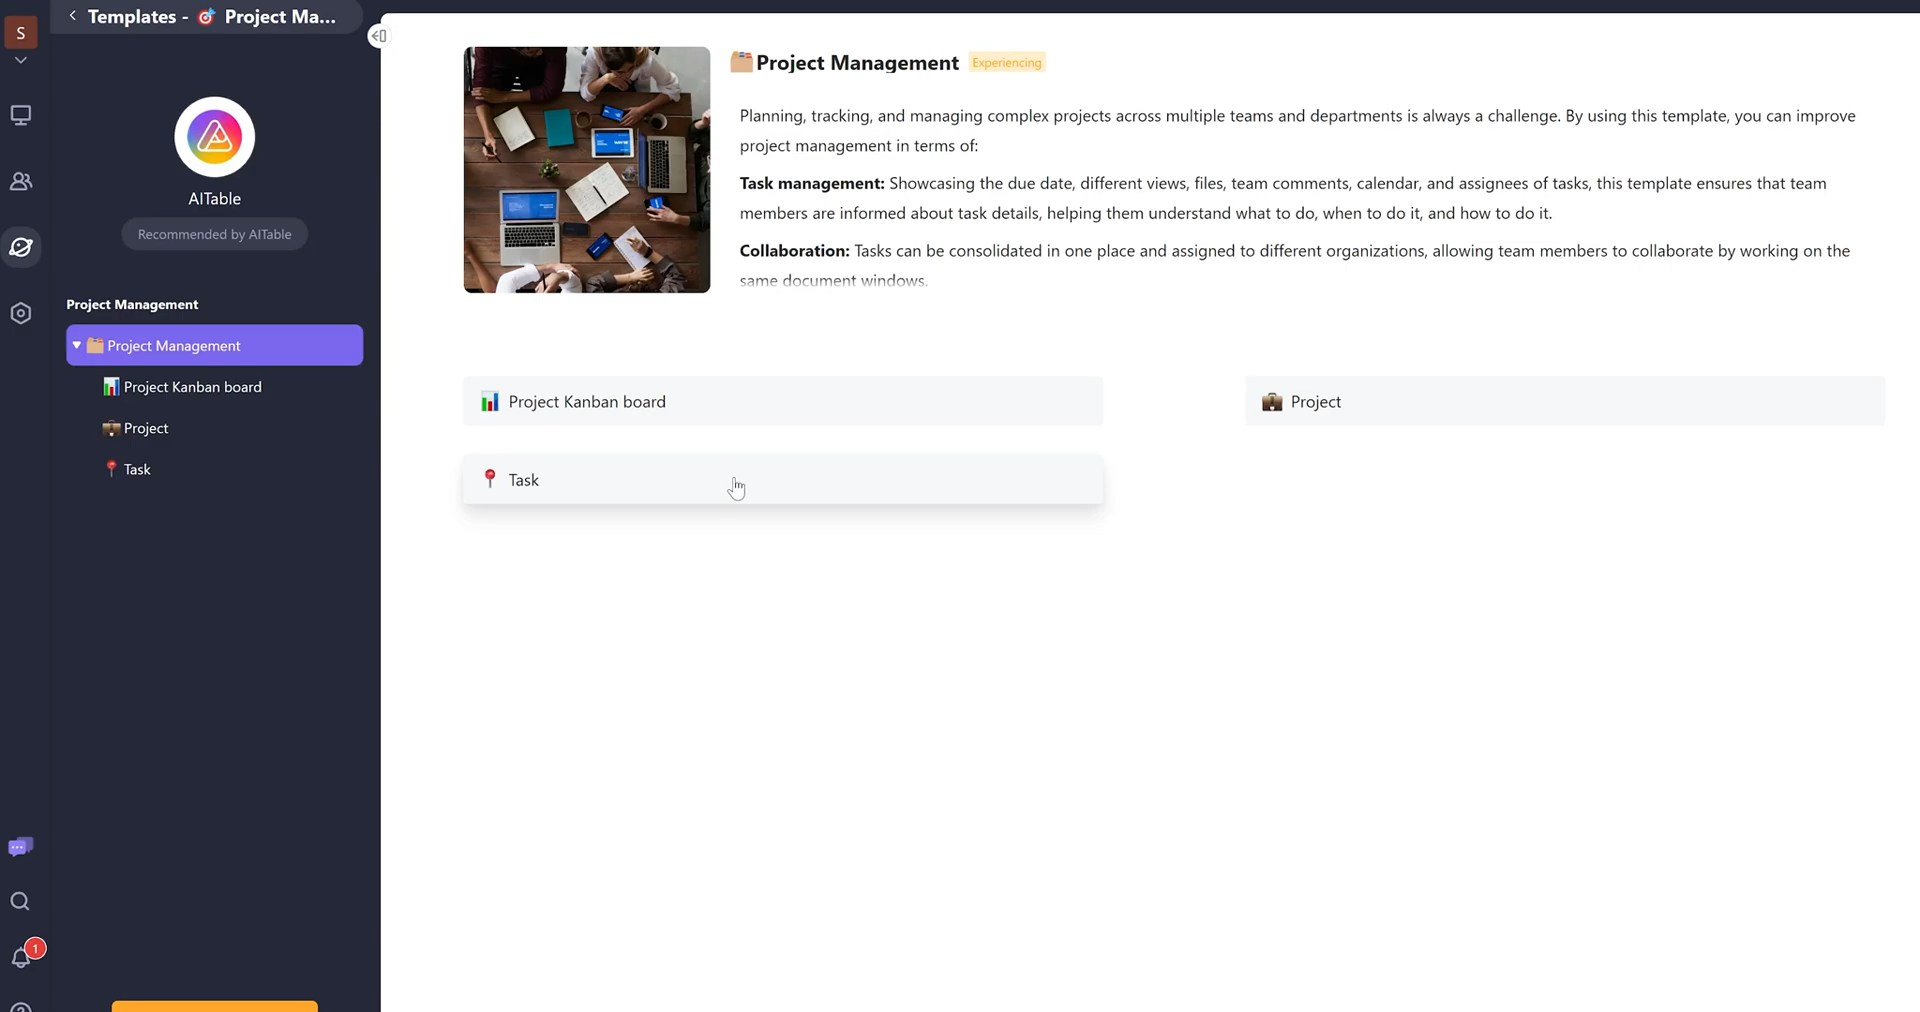 S
Templates - 🎯 Project Ma...
AITable
Recommended by AITable
Project Management
Project Management
Project Kanban board
Project
Task
1
Project Management Experiencing
Planning, tracking, and managing complex projects across multiple teams and departments is always a challenge. By using this template, you can improve
project management in terms of:
Task management: Showcasing the due date, different views, files, team comments, calendar, and assignees of tasks, this template ensures that team
members are informed about task details, helping them understand what to do, when to do it, and how to do it.
Collaboration: Tasks can be consolidated in one place and assigned to different organizations, allowing team members to collaborate by working on the
same document windows.
Project Kanban board
Project
Task